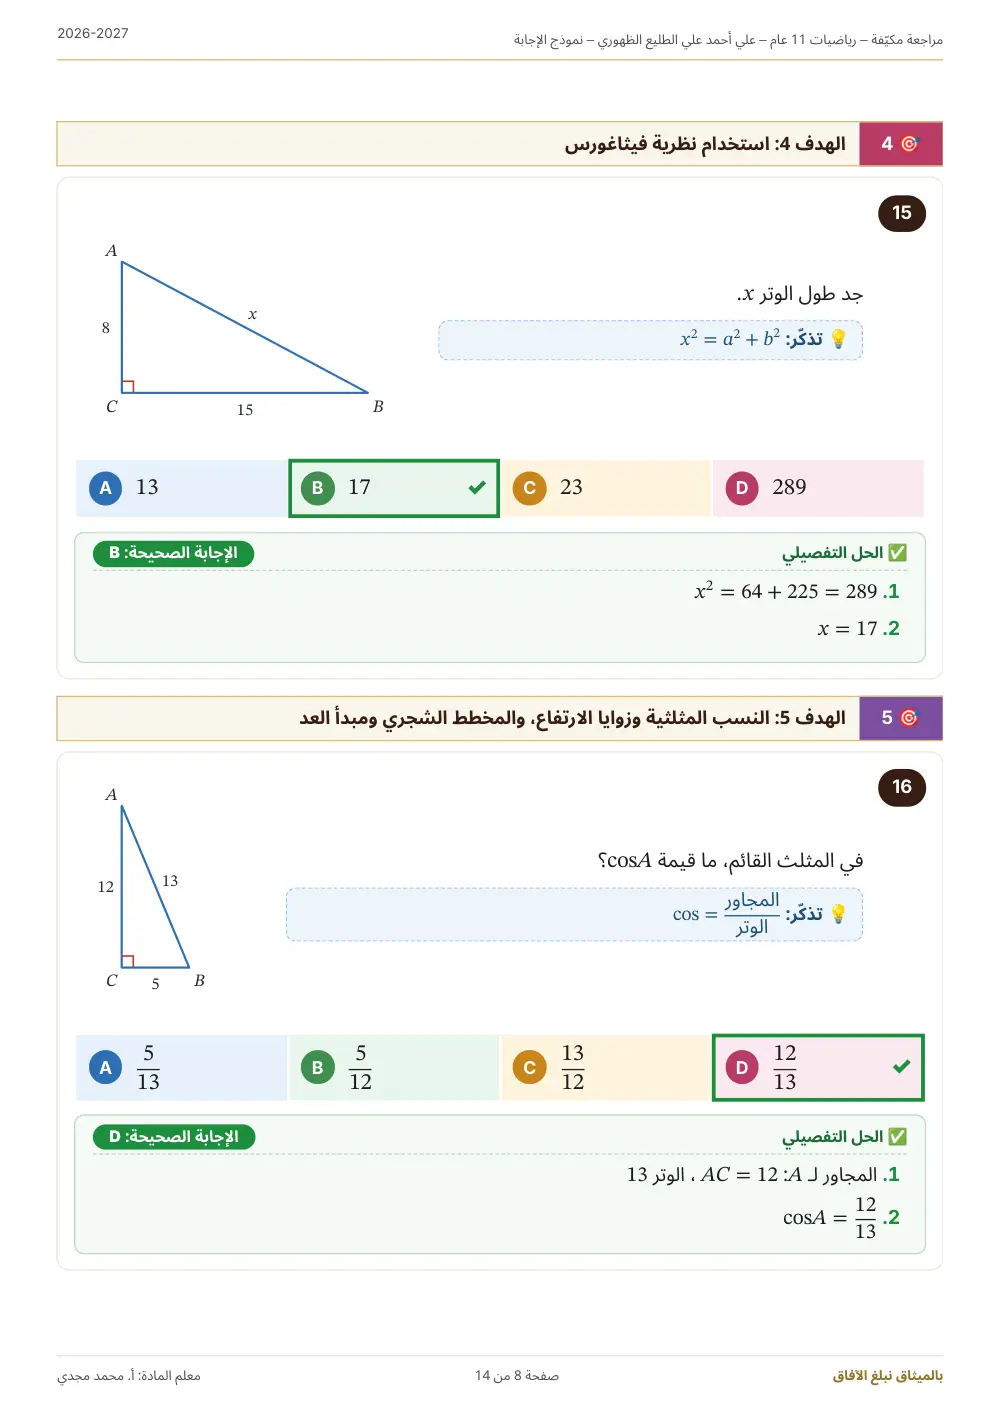 مراجعة مكيّفة – رياضيات 11 عام – علي أحمد علي الطليع الظهوري – نموذج الإجابة
2026-2027
🎯 4
الهدف 4: استخدام نظرية فيثاغورس
15
جد طول الوتر x.
💡 تذكّر: x² = a² + b²
A
8
x
C
15
B
A 13
B 17 ✔
C 23
D 289
✅ الحل التفصيلي
الإجابة الصحيحة: B
1. x² = 64 + 225 = 289
2. x = 17
🎯 5
الهدف 5: النسب المثلثية وزوايا الارتفاع، والمخطط الشجري ومبدأ العد
16
في المثلث القائم، ما قيمة cosA؟
💡 تذكّر: cos = المجاور/الوتر
A
12
13
C
5
B
A 5/13
B 5/12
C 13/12
D 12/13 ✔
✅ الحل التفصيلي
الإجابة الصحيحة: D
1. المجاور لـ A: AC = 12 ، الوتر 13
2. cosA = 12/13
بالميثاق نبلغ الآفاق
صفحة 8 من 14
معلم المادة: أ. محمد مجدي